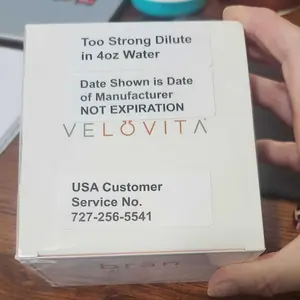 Too Strong Dilute
in 4oz Water
Date Shown is Date
of Manufacturer
NOT EXPIRATION
VELOVITA
USA Customer
Service No.
727-256-5541
bran